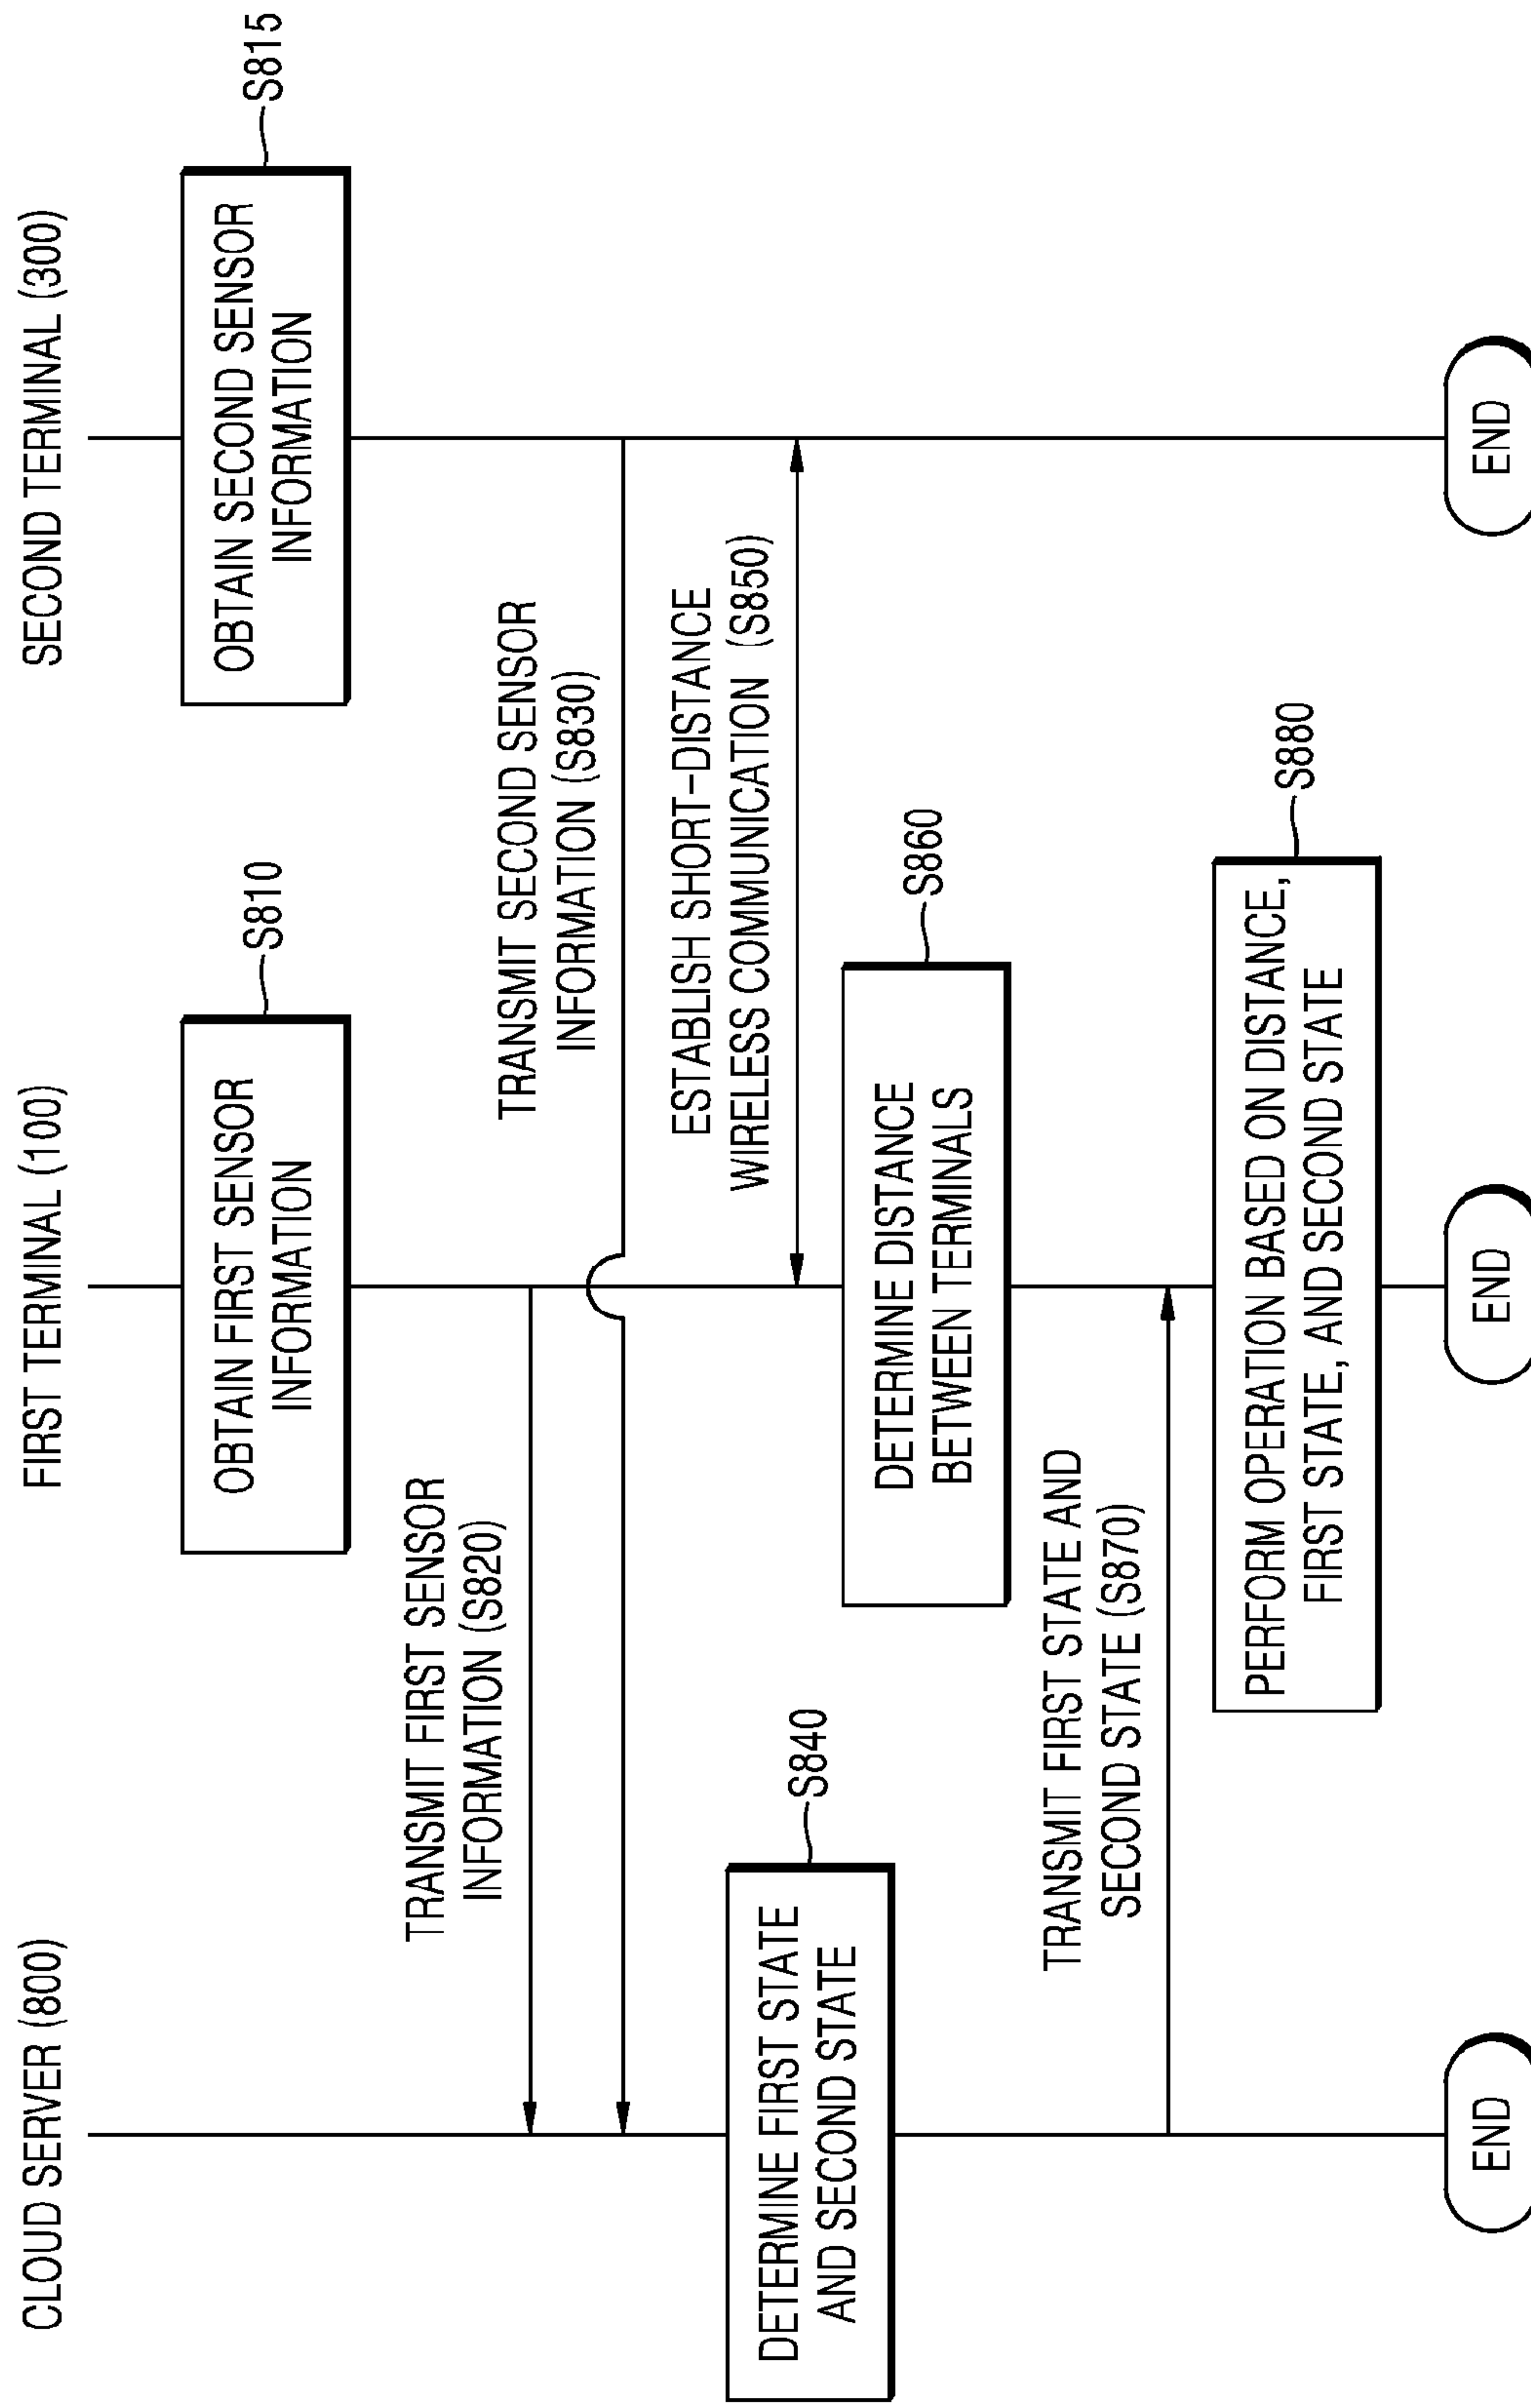 CLOUD SERVER (800)
FIRST TERMINAL (100)
SECOND TERMINAL (300)
OBTAIN FIRST SENSOR
INFORMATION
S810
OBTAIN SECOND SENSOR
INFORMATION
S815
TRANSMIT FIRST SENSOR
INFORMATION (S820)
TRANSMIT SECOND SENSOR
INFORMATION (S830)
DETERMINE FIRST STATE
AND SECOND STATE
S840
ESTABLISH SHORT-DISTANCE
WIRELESS COMMUNICATION (S850)
DETERMINE DISTANCE
BETWEEN TERMINALS
S860
TRANSMIT FIRST STATE AND
SECOND STATE (S870)
PERFORM OPERATION BASED ON DISTANCE,
FIRST STATE, AND SECOND STATE
S880
END
END
END